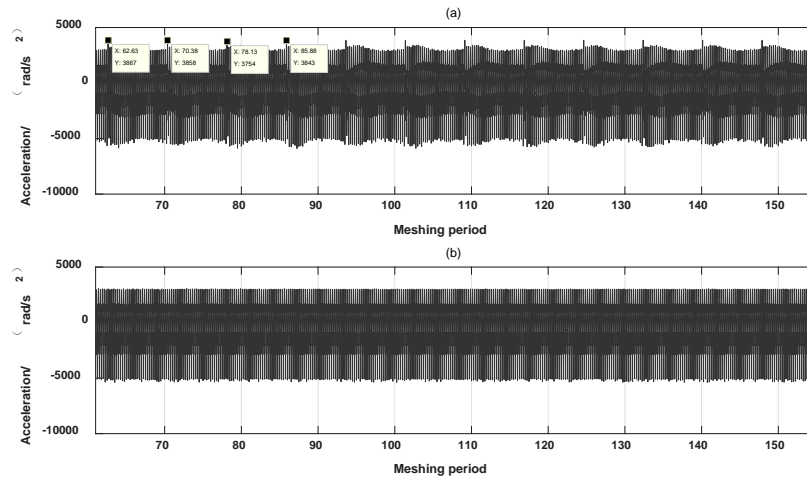 (a)
5000
0
-5000
-10000
Acceleration/ ( rad/s 2 )
X: 62.63
Y: 3867
X: 70.38
Y: 3858
X: 78.13
Y: 3754
X: 85.88
Y: 3843
70 80 90 100 110 120 130 140 150
Meshing period
(b)
5000
0
-5000
-10000
Acceleration/ ( rad/s 2 )
70 80 90 100 110 120 130 140 150
Meshing period